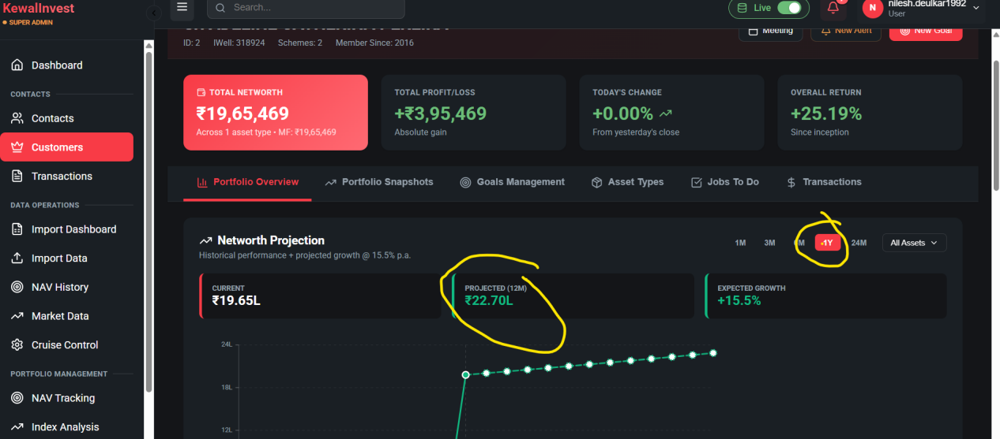 KewalInvest
SUPER ADMIN
Search...
Live
N
nilesh.deulkar1992
User
Dashboard
CONTACTS
Contacts
Customers
Transactions
DATA OPERATIONS
Import Dashboard
Import Data
NAV History
Market Data
Cruise Control
PORTFOLIO MANAGEMENT
NAV Tracking
Index Analysis
ID: 2 IWell: 318924 Schemes: 2 Member Since: 2016
Meeting
New Alert
New Goal
TOTAL NETWORTH
₹19,65,469
Across 1 asset type • MF: ₹19,65,469
TOTAL PROFIT/LOSS
+₹3,95,469
Absolute gain
TODAY'S CHANGE
+0.00%
From yesterday's close
OVERALL RETURN
+25.19%
Since inception
Portfolio Overview
Portfolio Snapshots
Goals Management
Asset Types
Jobs To Do
Transactions
Networth Projection
Historical performance + projected growth @ 15.5% p.a.
1M 3M M 1Y 24M
All Assets
CURRENT
₹19.65L
PROJECTED (12M)
₹22.70L
EXPECTED GROWTH
+15.5%
24L
18L
12L